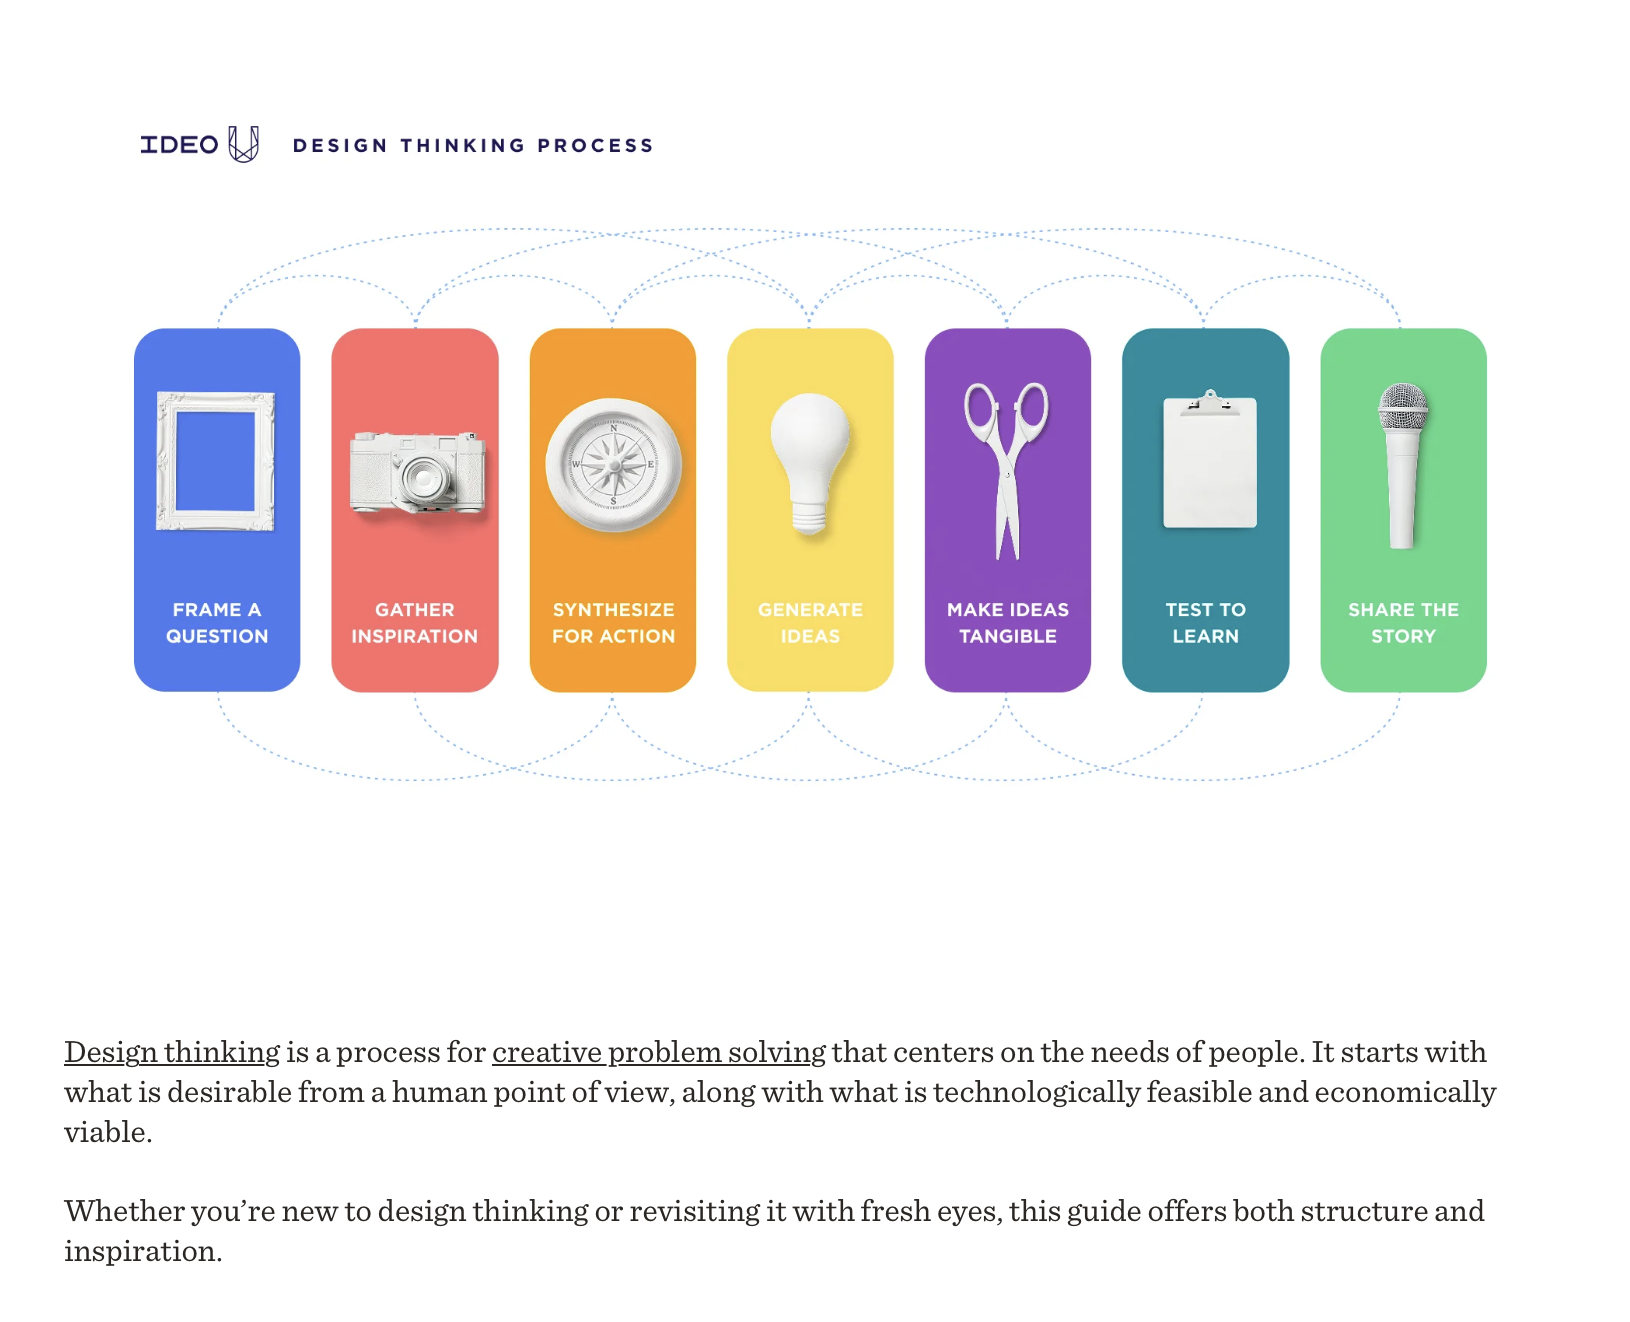 IDEO U DESIGN THINKING PROCESS
N
W E
S
FRAME A
QUESTION
GATHER
INSPIRATION
SYNTHESIZE
FOR ACTION
GENERATE
IDEAS
MAKE IDEAS
TANGIBLE
TEST TO
LEARN
SHARE THE
STORY
Design thinking is a process for creative problem solving that centers on the needs of people. It starts with
what is desirable from a human point of view, along with what is technologically feasible and economically
viable.
Whether you’re new to design thinking or revisiting it with fresh eyes, this guide offers both structure and
inspiration.